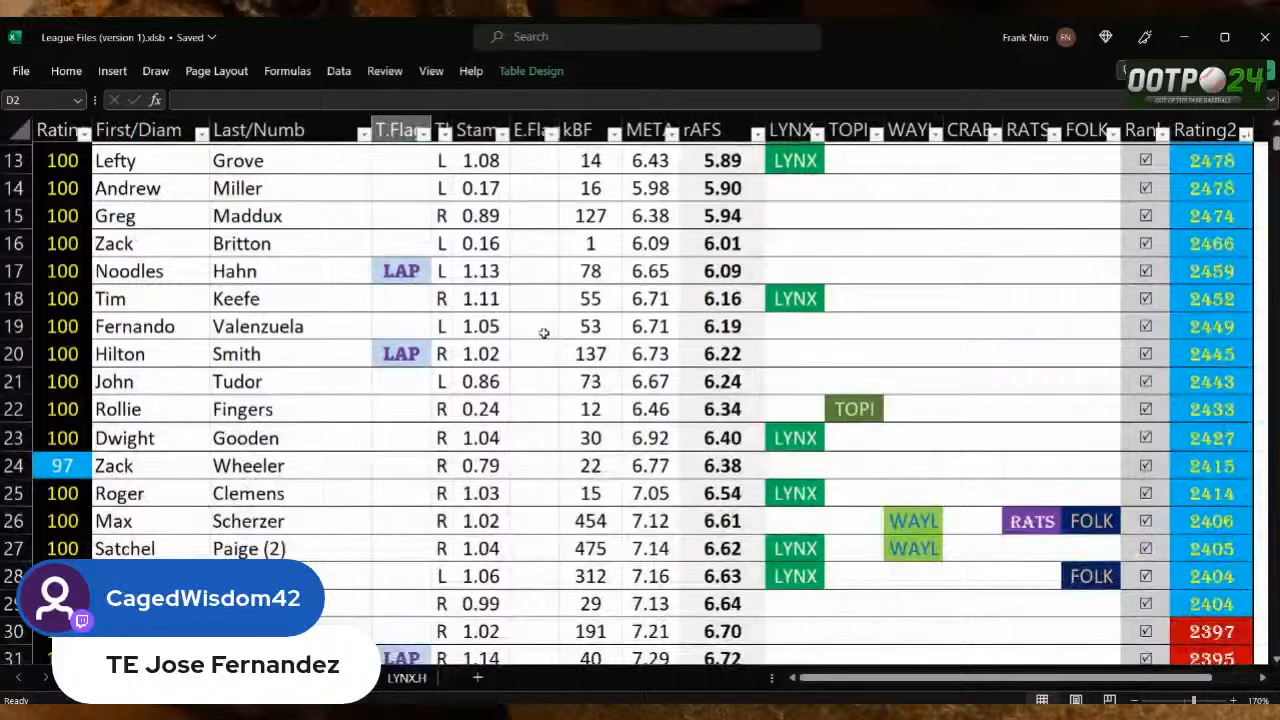 League Files (version 1).xlsb • Saved
Search
Frank Niro FN
File Home Insert Draw Page Layout Formulas Data Review View Help Table Design
OOTP 24
OUT OF THE PARK BASEBALL
D2 fx
Ratin First/Diam Last/Numb T.Flag Stam E.Fla kBF META rAFS LYNX TOPI WAYL CRAB RATS FOLK Ran Rating2
13 100 Lefty Grove L 1.08 14 6.43 5.89 LYNX 2478
14 100 Andrew Miller L 0.17 16 5.98 5.90 2478
15 100 Greg Maddux R 0.89 127 6.38 5.94 2474
16 100 Zack Britton L 0.16 1 6.09 6.01 2466
17 100 Noodles Hahn LAP L 1.13 78 6.65 6.09 2459
18 100 Tim Keefe R 1.11 55 6.71 6.16 LYNX 2452
19 100 Fernando Valenzuela L 1.05 53 6.71 6.19 2449
20 100 Hilton Smith LAP R 1.02 137 6.73 6.22 2445
21 100 John Tudor L 0.86 73 6.67 6.24 2443
22 100 Rollie Fingers R 0.24 12 6.46 6.34 TOPI 2433
23 100 Dwight Gooden R 1.04 30 6.92 6.40 LYNX 2427
24 97 Zack Wheeler R 0.79 22 6.77 6.38 2415
25 100 Roger Clemens R 1.03 15 7.05 6.54 LYNX 2414
26 100 Max Scherzer R 1.02 454 7.12 6.61 WAYL RATS FOLK 2406
27 100 Satchel Paige (2) R 1.04 475 7.14 6.62 LYNX WAYL 2405
28 L 1.06 312 7.16 6.63 LYNX FOLK 2404
29 R 0.99 29 7.13 6.64 2404
30 R 1.02 191 7.21 6.70 2397
31 LAP R 1.14 40 7.29 6.72 2395
CagedWisdom42
TE Jose Fernandez
LYNX.H +
Ready 170%